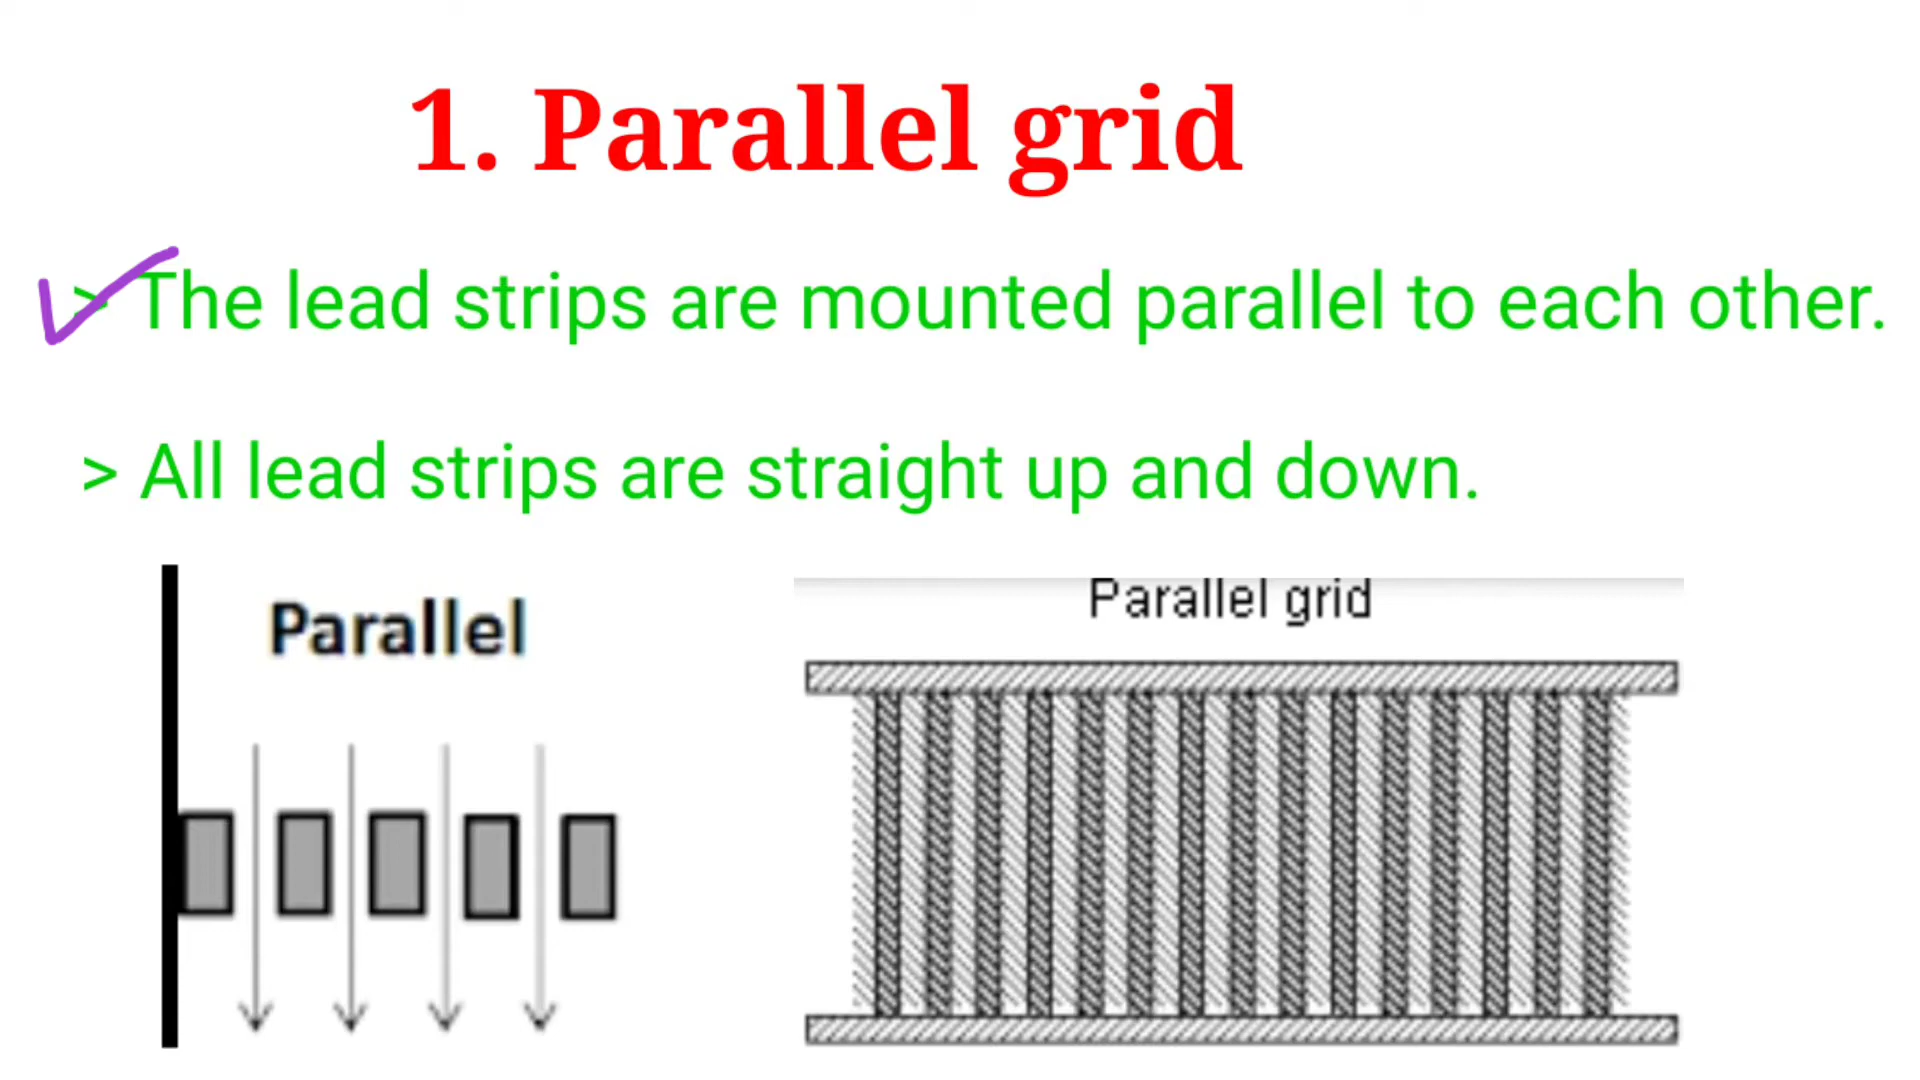 1. Parallel grid
> The lead strips are mounted parallel to each other.
> All lead strips are straight up and down.
Parallel
Parallel grid